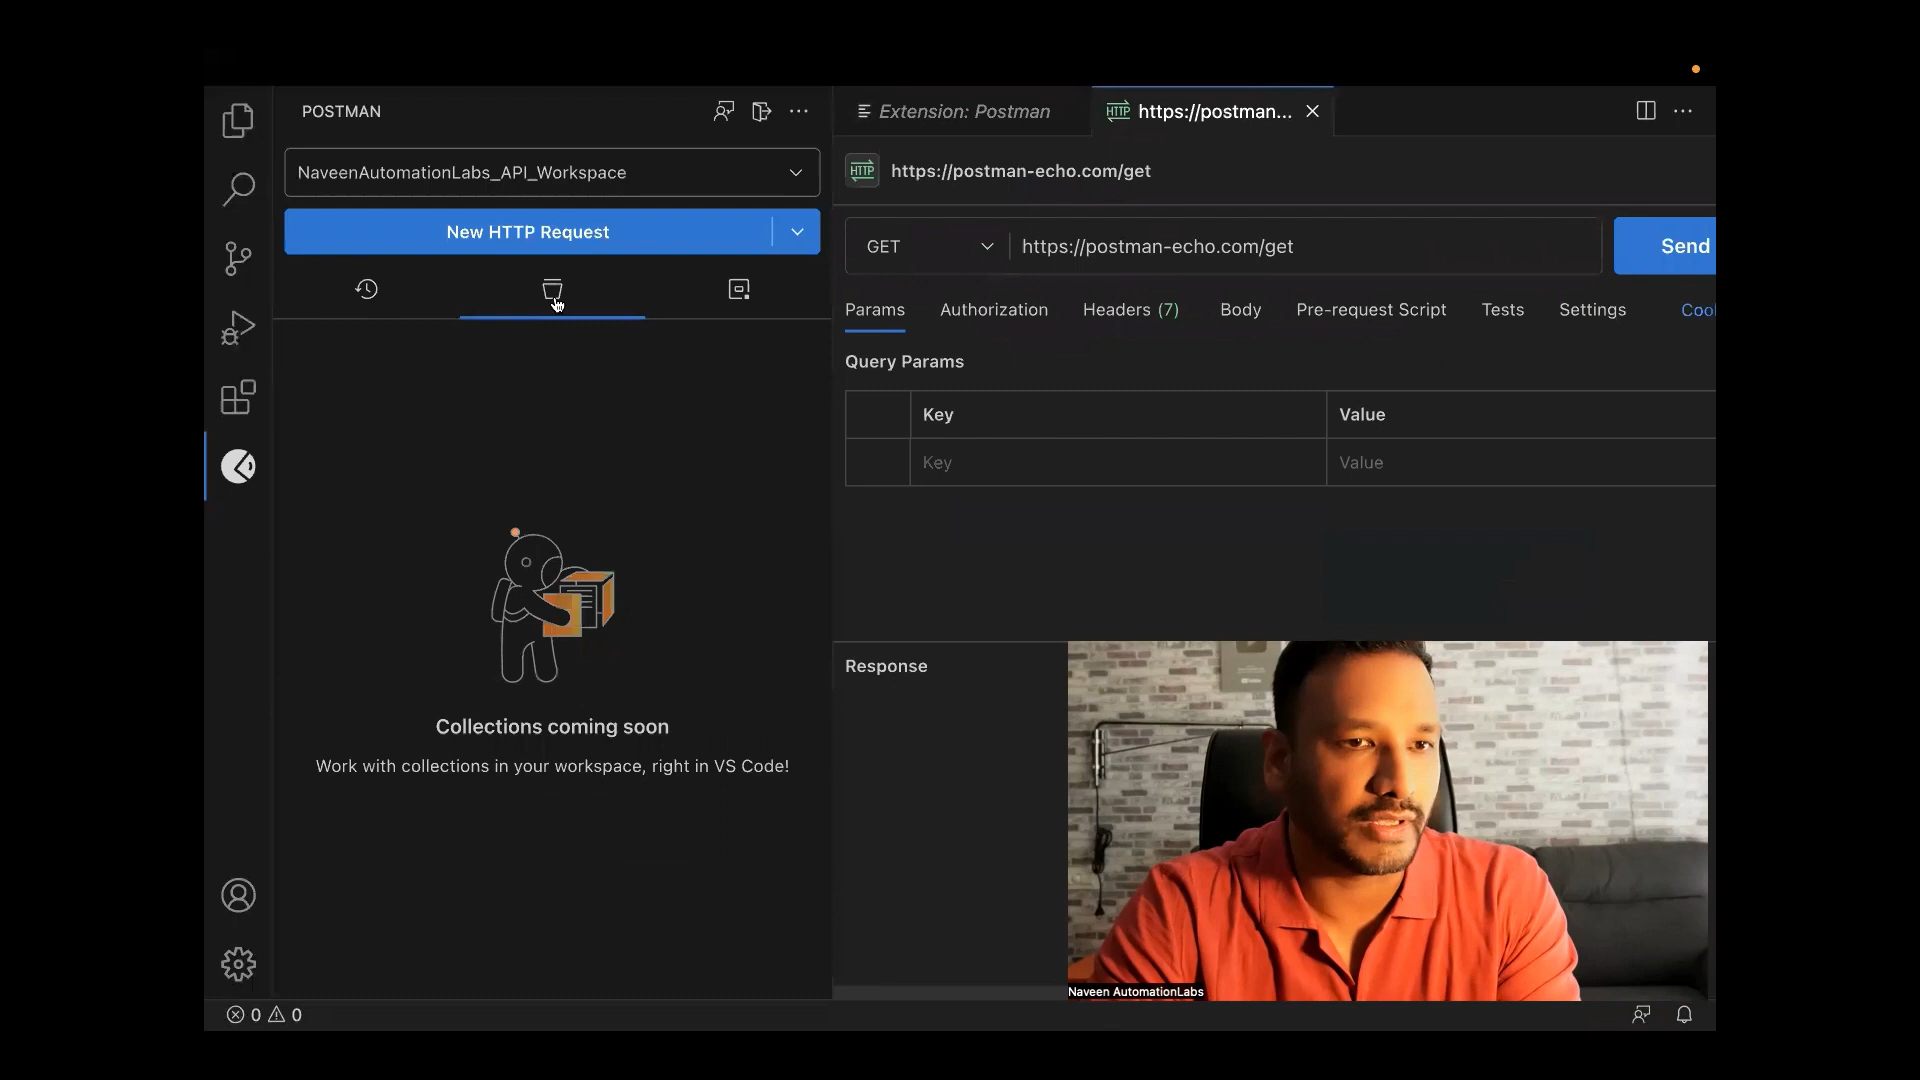 POSTMAN
NaveenAutomationLabs_API_Workspace
New HTTP Request
Collections coming soon
Work with collections in your workspace, right in VS Code!
Extension: Postman
HTTP https://postman...
HTTP https://postman-echo.com/get
GET https://postman-echo.com/get Send
Params Authorization Headers (7) Body Pre-request Script Tests Settings
Query Params
Key Value
Key Value
Response
Naveen AutomationLabs
0 0